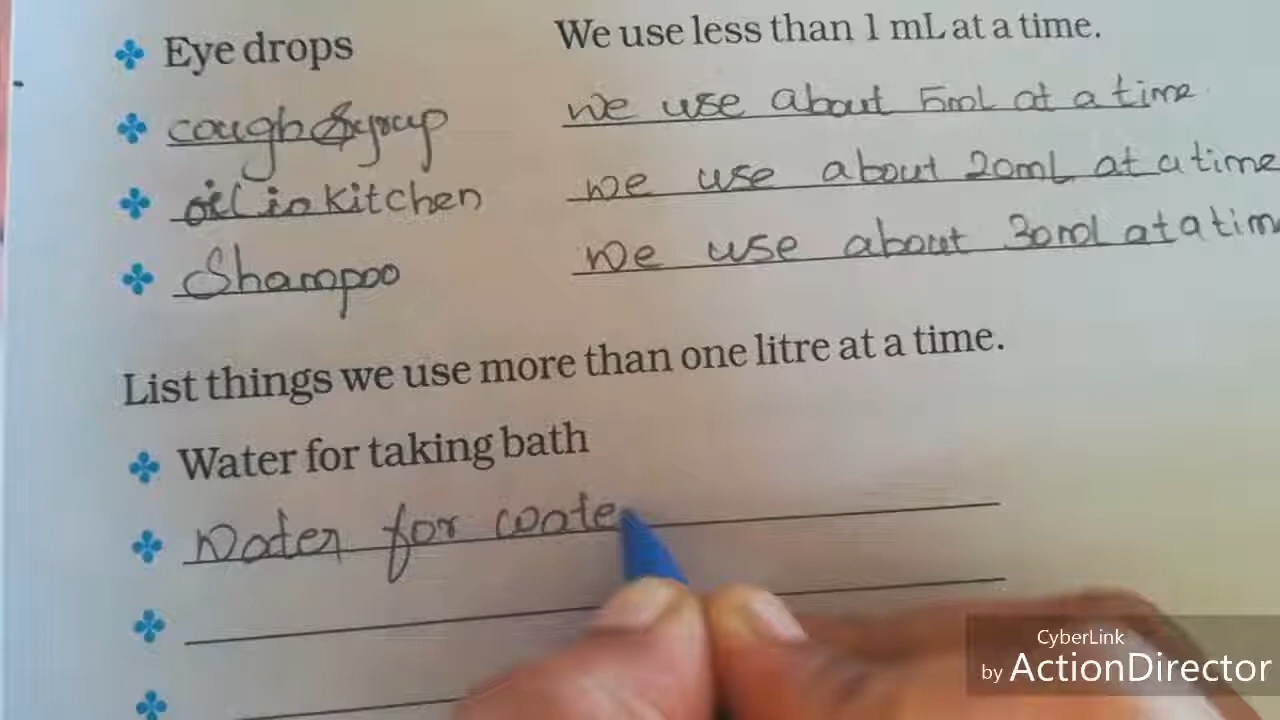 Eye drops We use less than 1 mL at a time.
cough syrup we use about 5mL at a time
oil in kitchen we use about 20mL at a time
Shampoo we use about 30mL at a tim
List things we use more than one litre at a time.
Water for taking bath
Water for wate
CyberLink
by ActionDirector